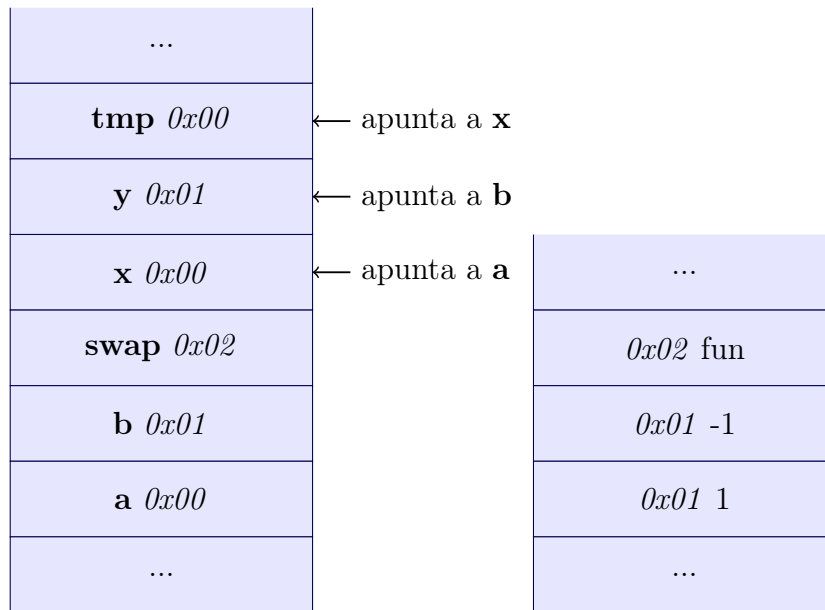 ...
tmp 0x00
apunta a x
y 0x01
apunta a b
x 0x00
apunta a a
swap 0x02
b 0x01
a 0x00
...
...
0x02 fun
0x01 -1
0x01 1
...